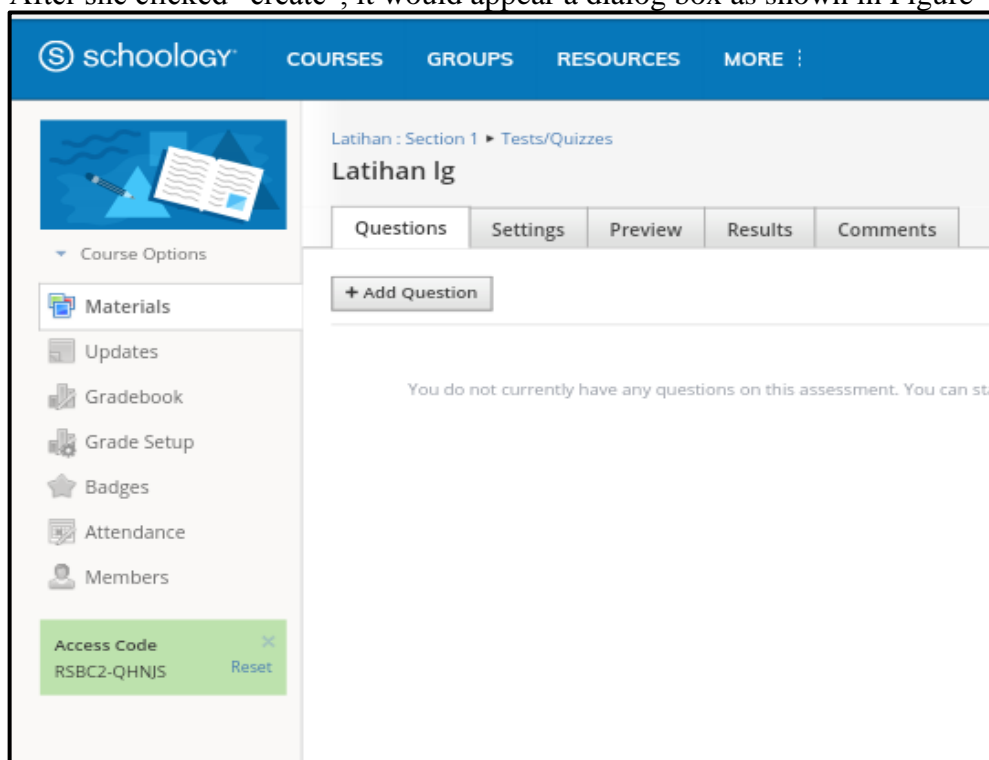 After she clicked "create", it would appear a dialog box as shown in Figure
schoology
COURSES GROUPS RESOURCES MORE
Latihan : Section 1 ▸ Tests/Quizzes
Latihan lg
Questions Settings Preview Results Comments
+ Add Question
You do not currently have any questions on this assessment. You can sta
Course Options
Materials
Updates
Gradebook
Grade Setup
Badges
Attendance
Members
Access Code
RSBC2-QHNJS Reset